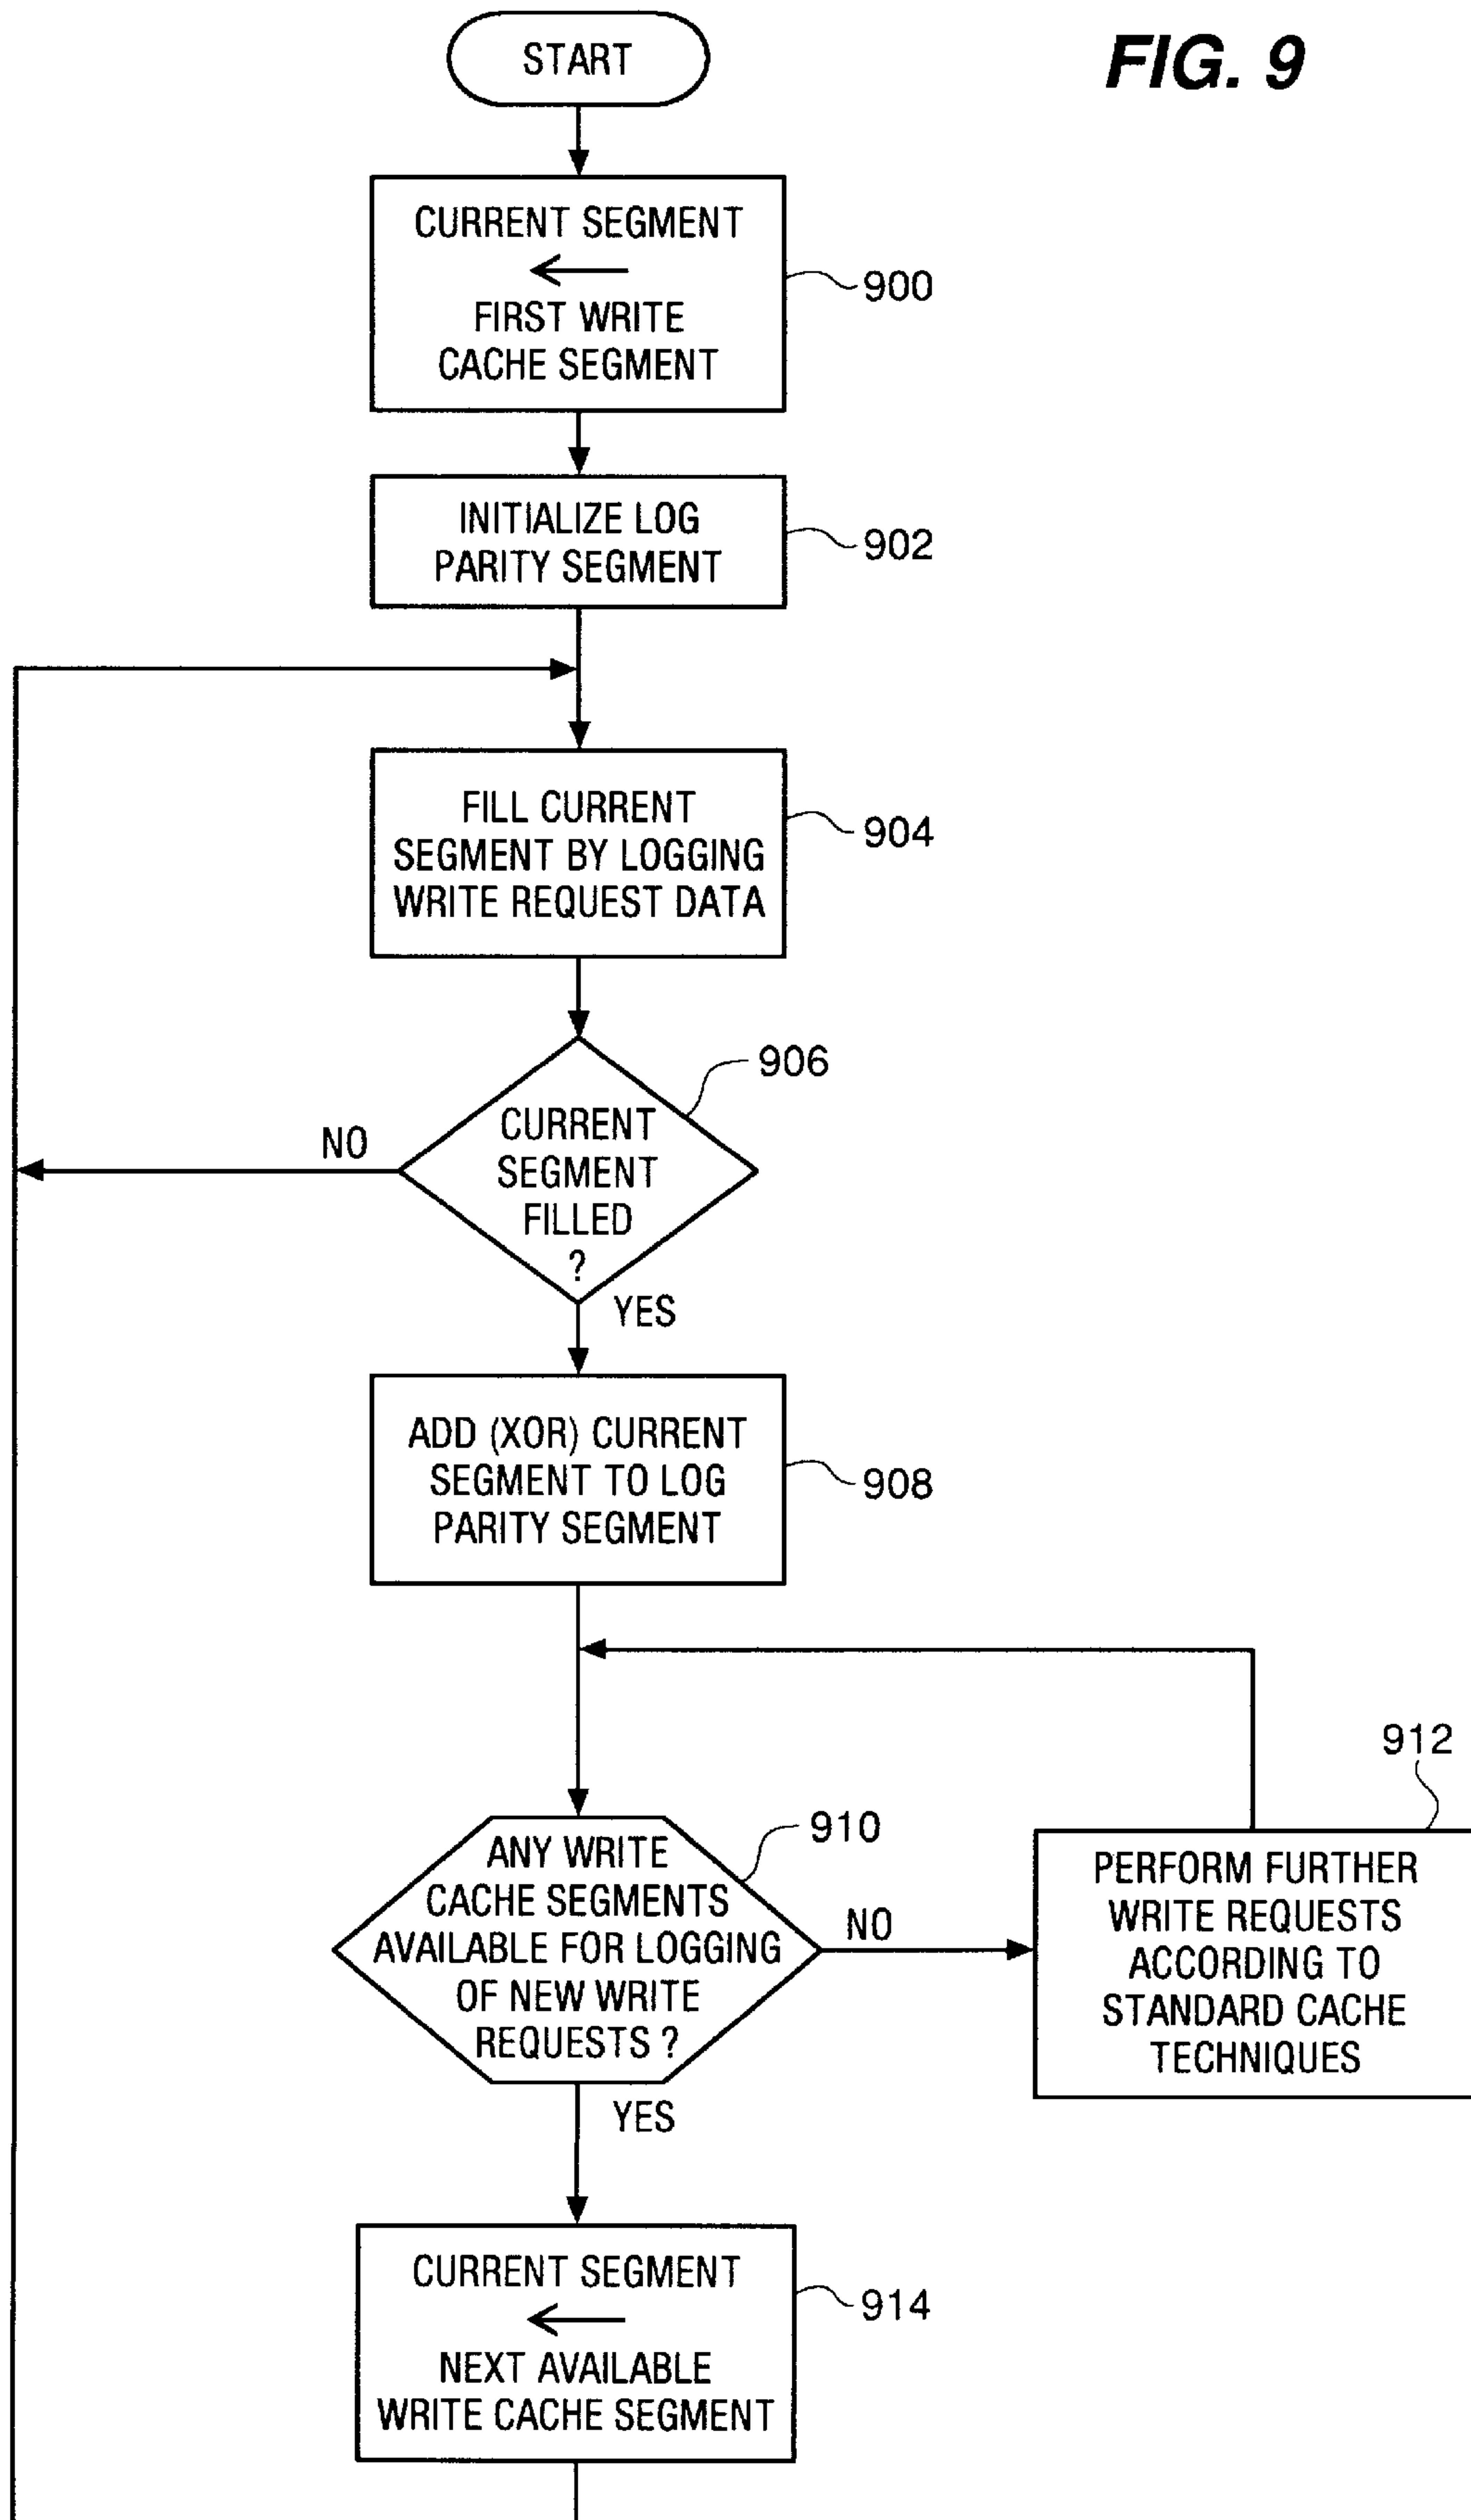 START
FIG. 9
CURRENT SEGMENT
←
FIRST WRITE
CACHE SEGMENT
900
INITIALIZE LOG
PARITY SEGMENT
902
FILL CURRENT
SEGMENT BY LOGGING
WRITE REQUEST DATA
904
906
CURRENT
SEGMENT
FILLED
?
NO
YES
ADD (XOR) CURRENT
SEGMENT TO LOG
PARITY SEGMENT
908
910
ANY WRITE
CACHE SEGMENTS
AVAILABLE FOR LOGGING
OF NEW WRITE
REQUESTS ?
NO
912
PERFORM FURTHER
WRITE REQUESTS
ACCORDING TO
STANDARD CACHE
TECHNIQUES
YES
CURRENT SEGMENT
←
NEXT AVAILABLE
WRITE CACHE SEGMENT
914